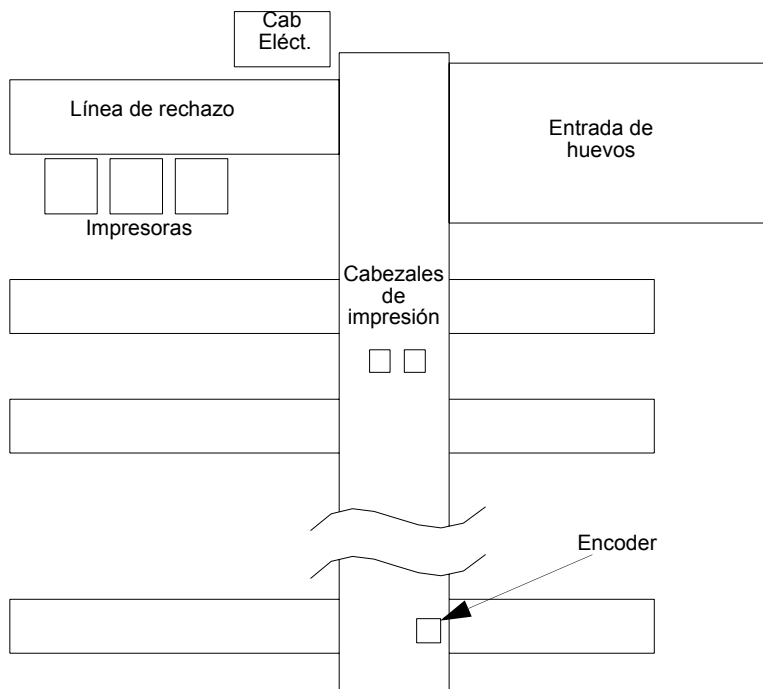 Cab
Eléct.
Línea de rechazo
Entrada de
huevos
Impresoras
Cabezales
de
impresión
Encoder